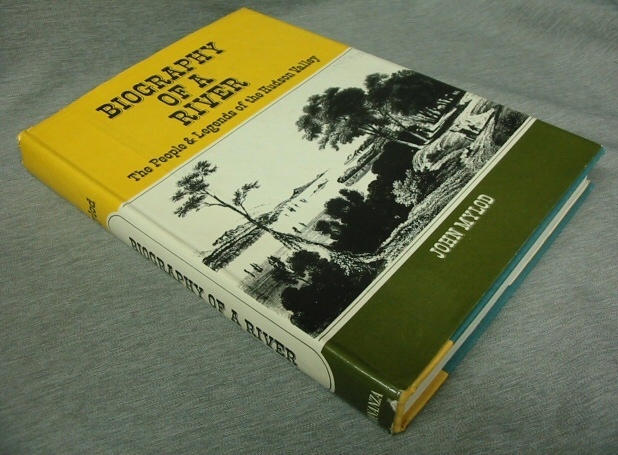 BIOGRAPHY
OF A
RIVER
The People & Legends of the Hudson Valley
JOHN MYLOD
BIOGRAPHY OF A RIVER